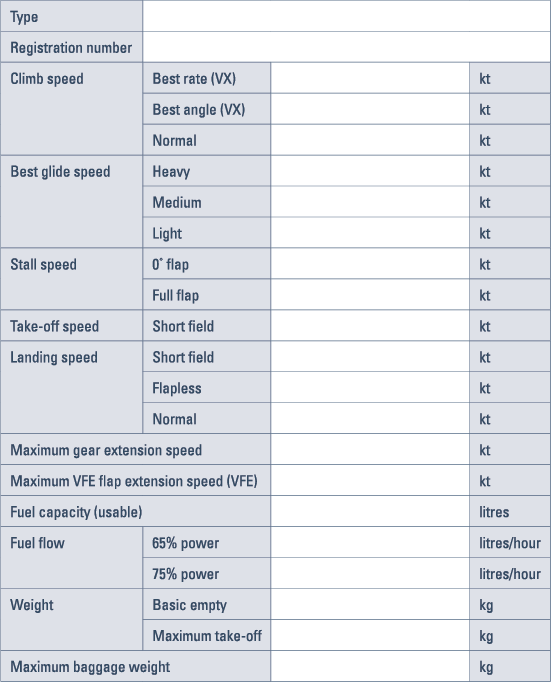 Type
Registration number
Climb speed Best rate (VX) kt
Best angle (VX) kt
Normal kt
Best glide speed Heavy kt
Medium kt
Light kt
Stall speed 0˚ flap kt
Full flap kt
Take-off speed Short field kt
Landing speed Short field kt
Flapless kt
Normal kt
Maximum gear extension speed kt
Maximum VFE flap extension speed (VFE) kt
Fuel capacity (usable) litres
Fuel flow 65% power litres/hour
75% power litres/hour
Weight Basic empty kg
Maximum take-off kg
Maximum baggage weight kg